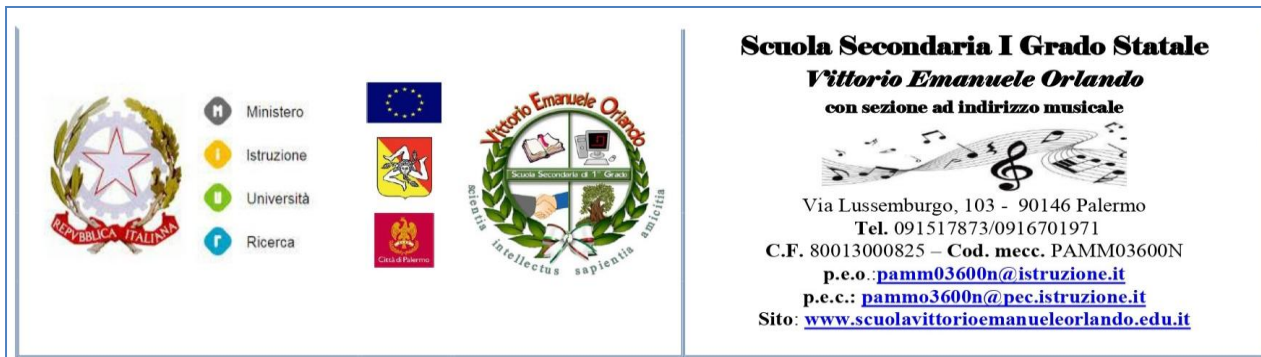 REPVBBLICA ITALIANA
M Ministero
I Istruzione
U Università
r Ricerca
Città di Palermo
Vittorio Emanuele Orlando
Scuola Secondaria di 1° Grado
scientia intellectus sapientia amicitia
Scuola Secondaria I Grado Statale
Vittorio Emanuele Orlando
con sezione ad indirizzo musicale
Via Lussemburgo, 103 - 90146 Palermo
Tel. 091517873/0916701971
C.F. 80013000825 – Cod. mecc. PAMM03600N
p.e.o.:pamm03600n@istruzione.it
p.e.c.: pammo3600n@pec.istruzione.it
Sito: www.scuolavittorioemanueleorlando.edu.it